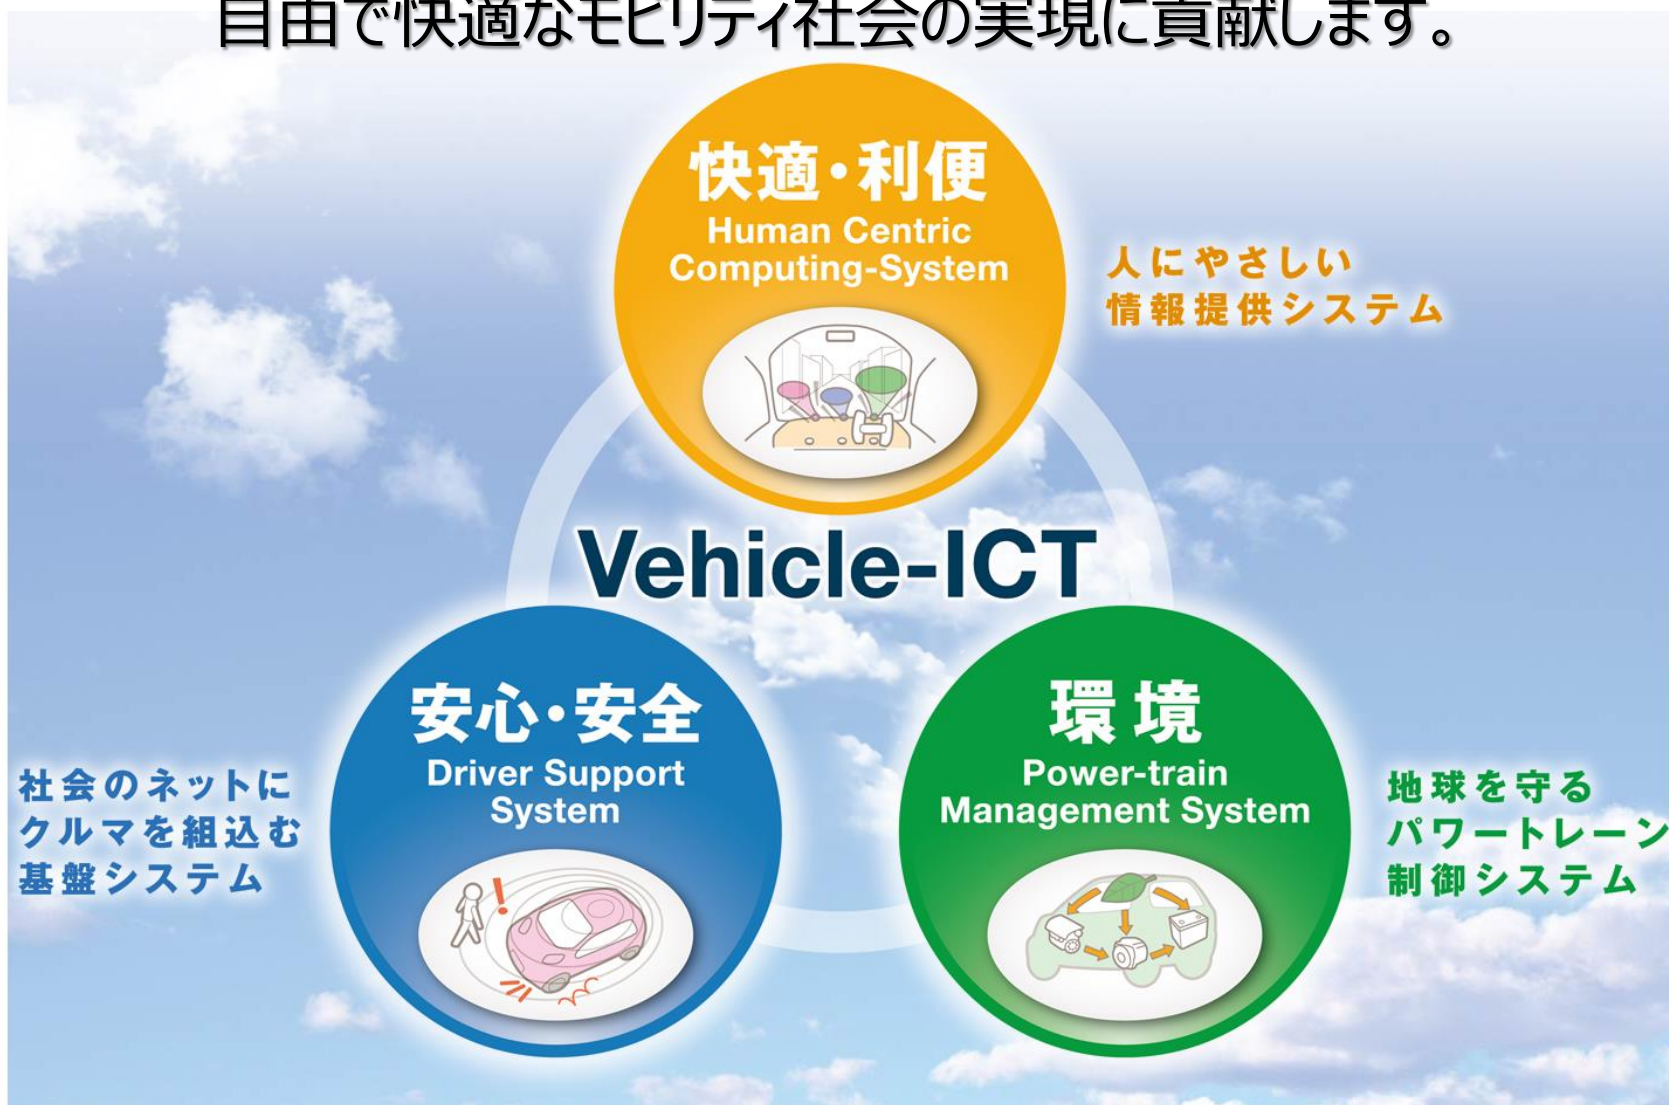 自由で快適なモビリティ社会の実現に貢献します。
快適・利便
Human Centric
Computing-System
人にやさしい
情報提供システム
Vehicle-ICT
安心・安全
Driver Support
System
社会のネットに
クルマを組込む
基盤システム
環境
Power-train
Management System
地球を守る
パワートレーン
制御システム